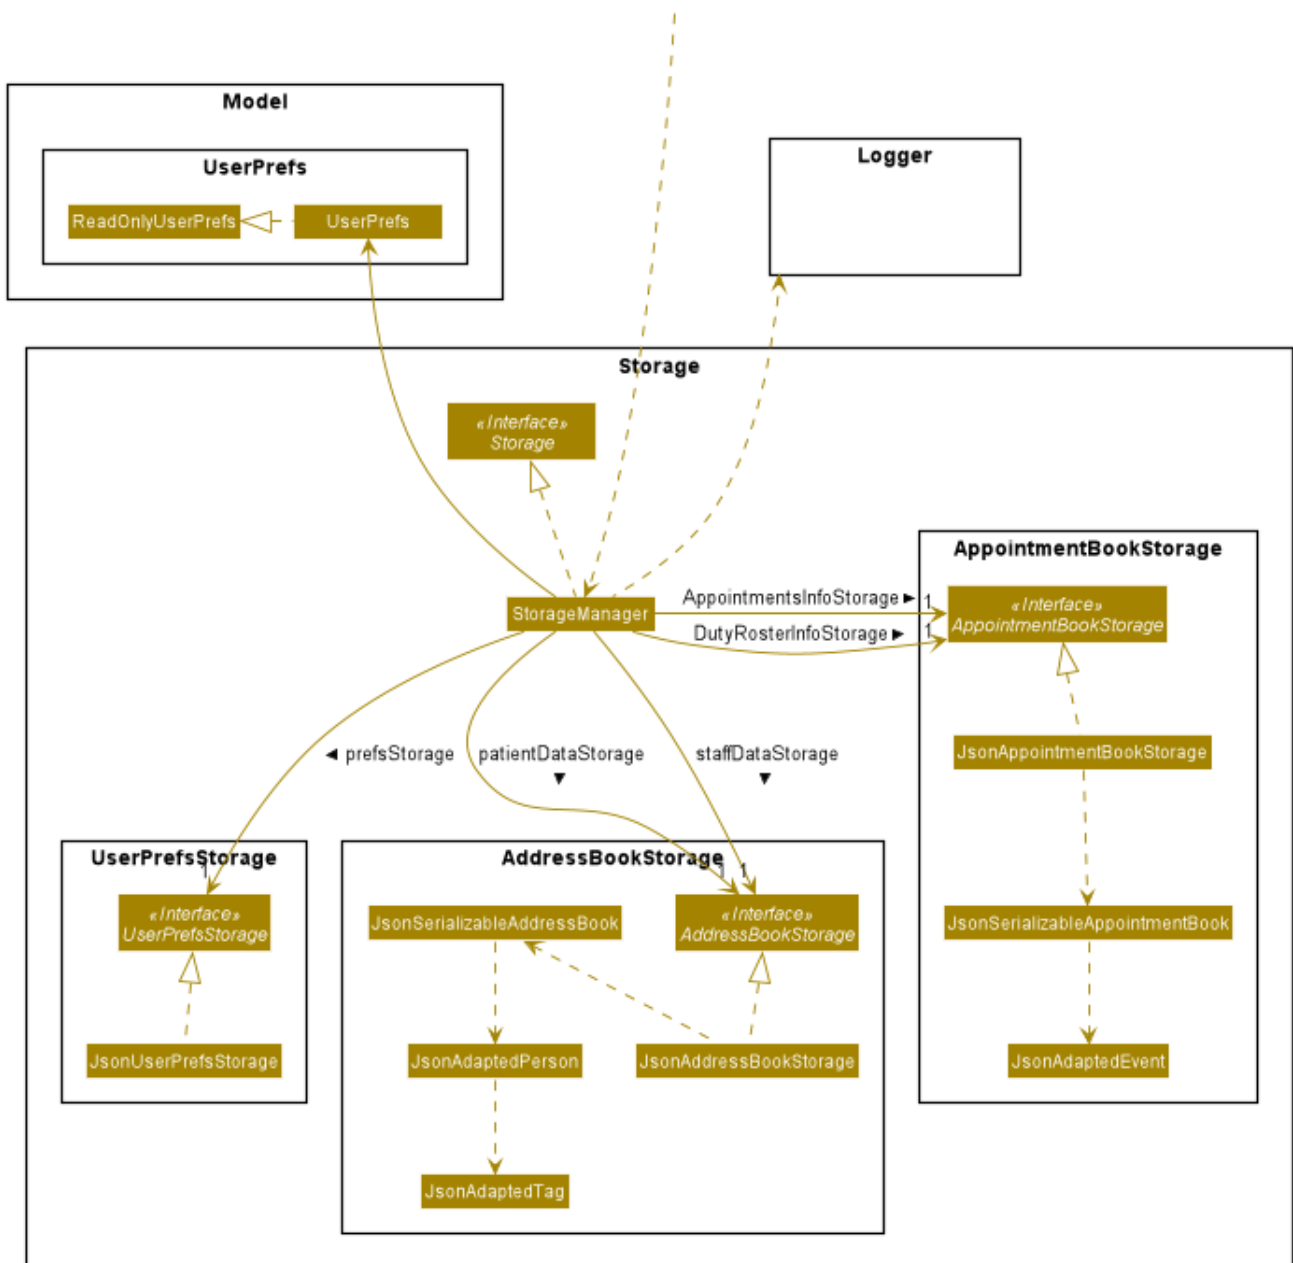 Model
UserPrefs
ReadOnlyUserPrefs
UserPrefs
Logger
Storage
«Interface»
Storage
StorageManager
AppointmentsInfoStorage ►
1
DutyRosterInfoStorage ►
1
AppointmentBookStorage
«Interface»
AppointmentBookStorage
JsonAppointmentBookStorage
JsonSerializableAppointmentBook
JsonAdaptedEvent
◄ prefsStorage
patientDataStorage
▼
staffDataStorage
▼
UserPrefsStorage
1
«Interface»
UserPrefsStorage
JsonUserPrefsStorage
AddressBookStorage
1
1
JsonSerializableAddressBook
«Interface»
AddressBookStorage
JsonAdaptedPerson
JsonAddressBookStorage
JsonAdaptedTag